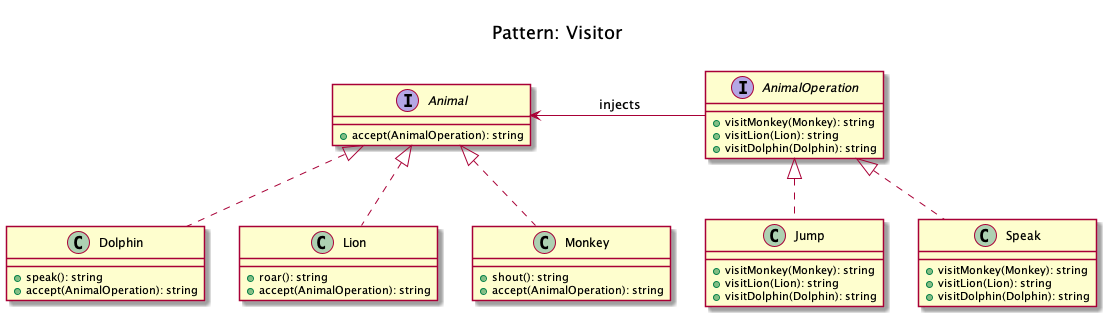 Pattern: Visitor
I Animal
accept(AnimalOperation): string
injects
I AnimalOperation
visitMonkey(Monkey): string
visitLion(Lion): string
visitDolphin(Dolphin): string
C Dolphin
speak(): string
accept(AnimalOperation): string
C Lion
roar(): string
accept(AnimalOperation): string
C Monkey
shout(): string
accept(AnimalOperation): string
C Jump
visitMonkey(Monkey): string
visitLion(Lion): string
visitDolphin(Dolphin): string
C Speak
visitMonkey(Monkey): string
visitLion(Lion): string
visitDolphin(Dolphin): string